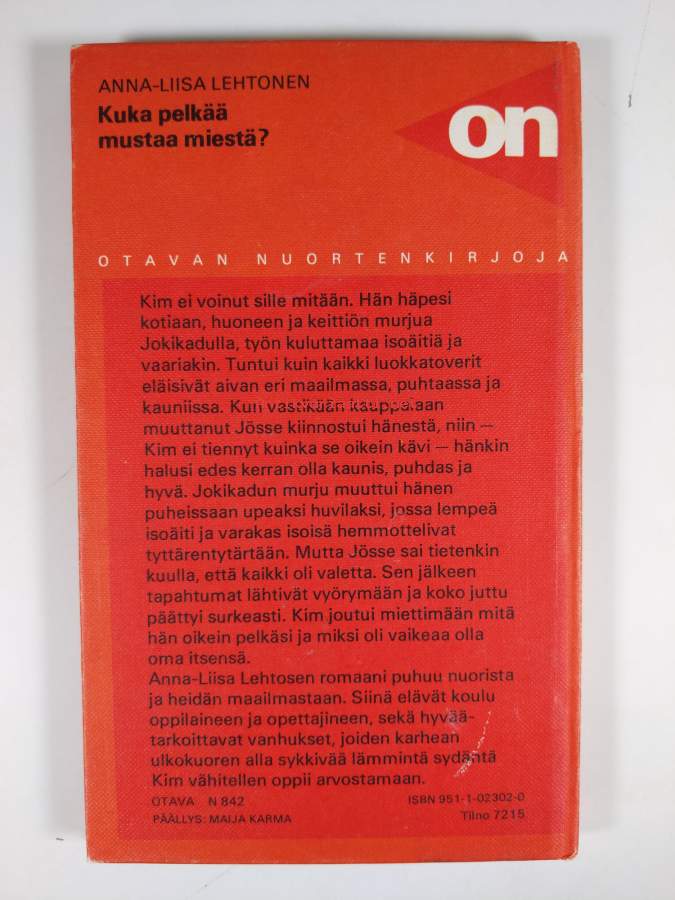 ANNA-LIISA LEHTONEN
Kuka pelkää
mustaa miestä?
on
OTAVAN NUORTENKIRJOJA
Kim ei voinut sille mitään. Hän häpesi
kotiaan, huoneen ja keittiön murjua
Jokikadulla, työn kuluttamaa isoäitiä ja
vaariakin. Tuntui kuin kaikki luokkatoverit
eläisivät aivan eri maailmassa, puhtaassa ja
kauniissa. Kun vastikään kauppalaan
muuttanut Jösse kiinnostui hänestä, niin —
Kim ei tiennyt kuinka se oikein kävi — hänkin
halusi edes kerran olla kaunis, puhdas ja
hyvä. Jokikadun murju muuttui hänen
puheissaan upeaksi huvilaksi, jossa lempeä
isoäiti ja varakas isoisä hemmottelivat
tyttärentytärtään. Mutta Jösse sai tietenkin
kuulla, että kaikki oli valetta. Sen jälkeen
tapahtumat lähtivät vyörymään ja koko juttu
päättyi surkeasti. Kim joutui miettimään mitä
hän oikein pelkäsi ja miksi oli vaikeaa olla
oma itsensä.
Anna-Liisa Lehtosen romaani puhuu nuorista
ja heidän maailmastaan. Siinä elävät koulu
oppilaineen ja opettajineen, sekä hyvää-
tarkoittavat vanhukset, joiden karhean
ulkokuoren alla sykkivää lämmintä sydäntä
Kim vähitellen oppii arvostamaan.
OTAVA N 842 ISBN 951-1-02302-0
PÄÄLLYS: MAIJA KARMA Tilno 7215